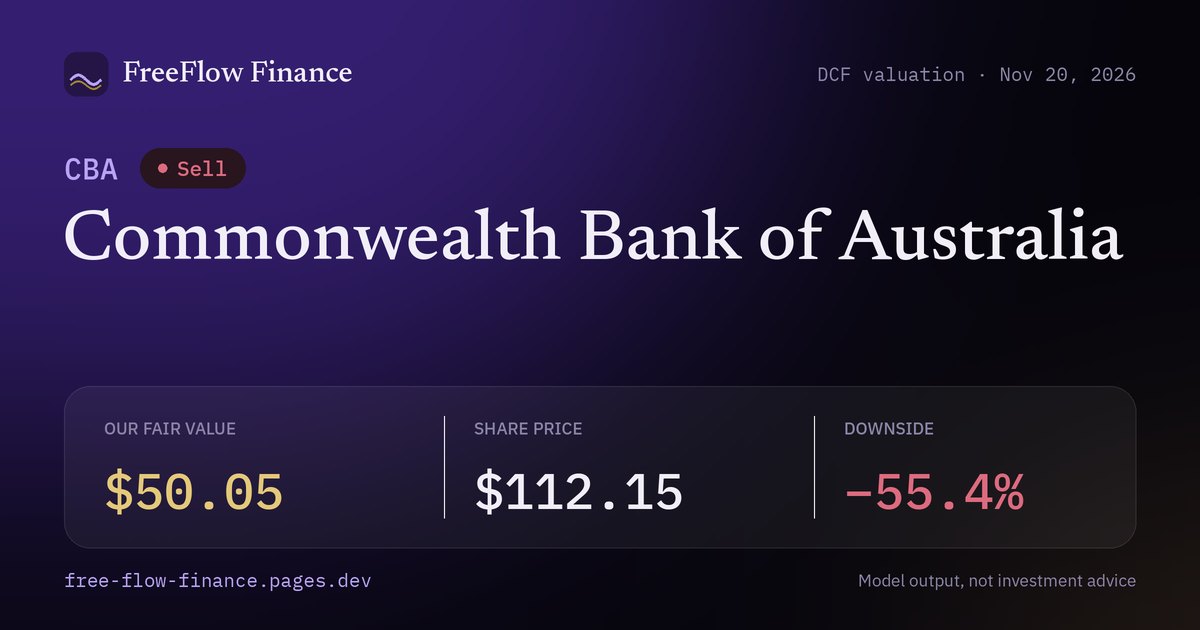 FreeFlow Finance
DCF valuation · Nov 20, 2026
CBA
Sell
Commonwealth Bank of Australia
OUR FAIR VALUE
$50.05
SHARE PRICE
$112.15
DOWNSIDE
−55.4%
free-flow-finance.pages.dev
Model output, not investment advice